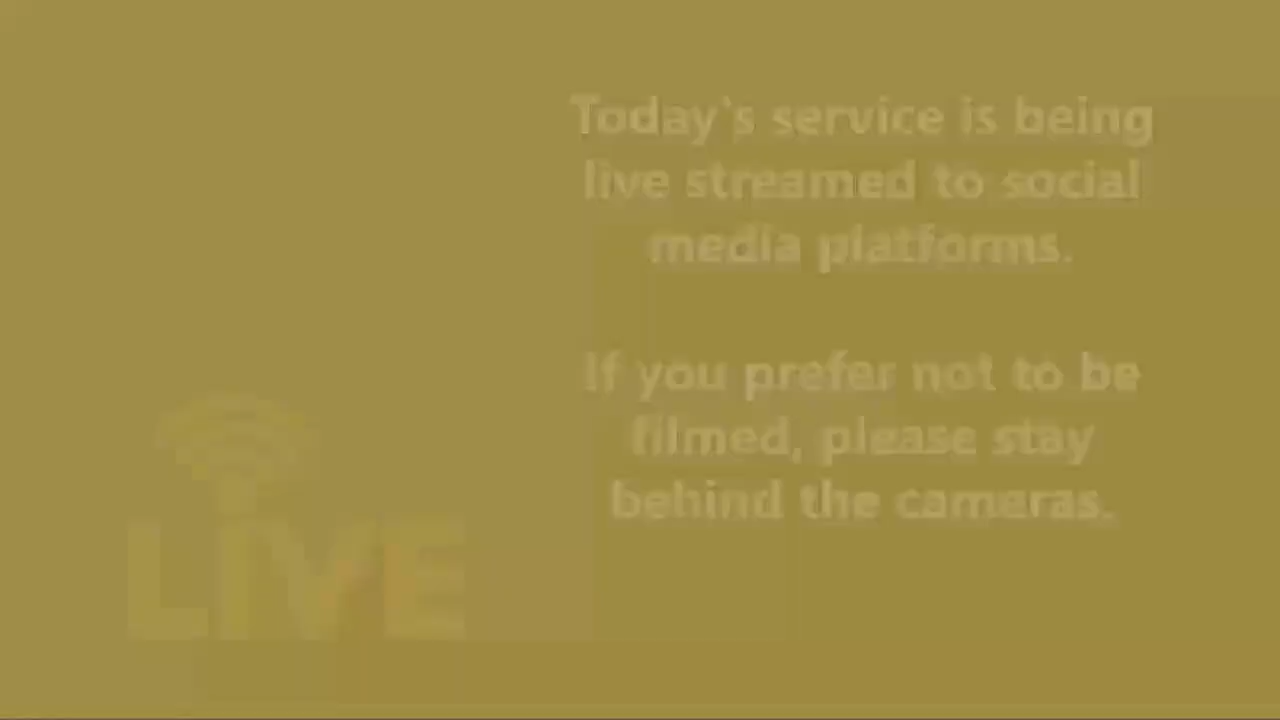 Today's service is being
live streamed to social
media platforms.
If you prefer not to be
filmed, please stay
behind the cameras.
LIVE